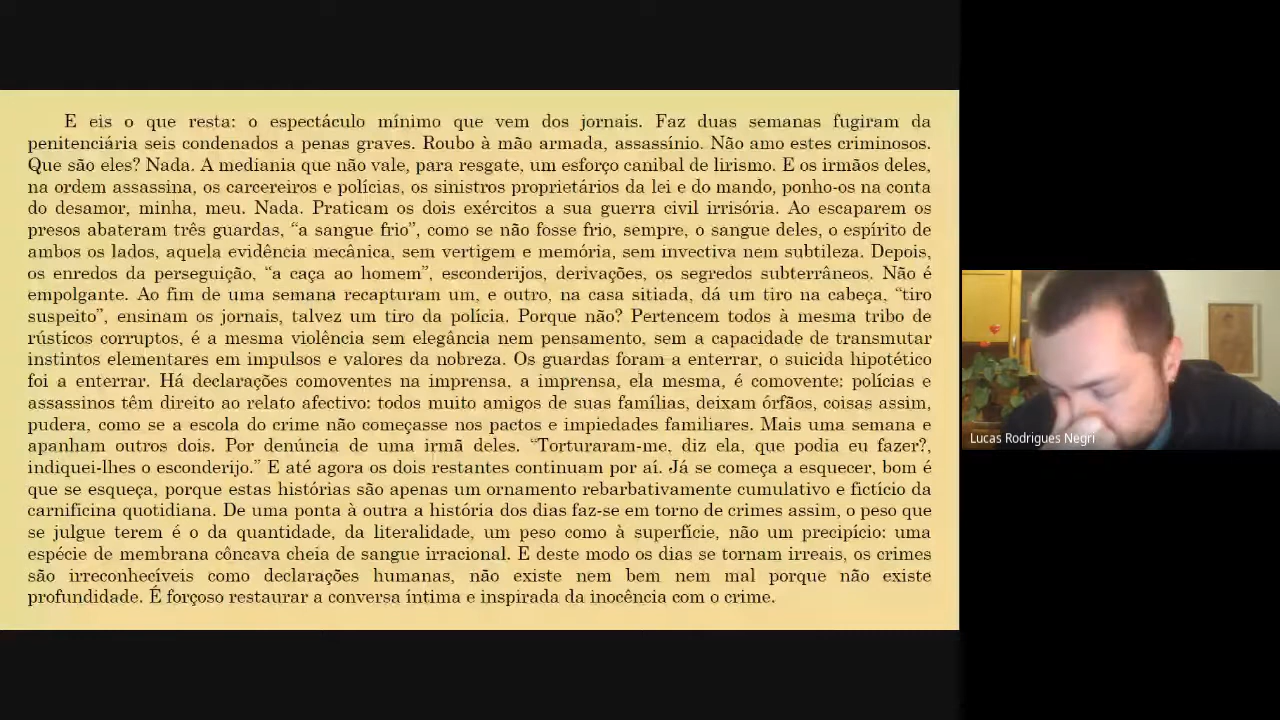 E eis o que resta: o espectáculo mínimo que vem dos jornais. Faz duas semanas fugiram da
penitenciária seis condenados a penas graves. Roubo à mão armada, assassínio. Não amo estes criminosos.
Que são eles? Nada. A mediania que não vale, para resgate, um esforço canibal de lirismo. E os irmãos deles,
na ordem assassina, os carcereiros e polícias, os sinistros proprietários da lei e do mando, ponho-os na conta
do desamor, minha, meu. Nada. Praticam os dois exércitos a sua guerra civil irrisória. Ao escaparem os
presos abateram três guardas, “a sangue frio”, como se não fosse frio, sempre, o sangue deles, o espírito de
ambos os lados, aquela evidência mecânica, sem vertigem e memória, sem invectiva nem subtileza. Depois,
os enredos da perseguição, “a caça ao homem”, esconderijos, derivações, os segredos subterrâneos. Não é
empolgante. Ao fim de uma semana recapturam um, e outro, na casa sitiada, dá um tiro na cabeça, “tiro
suspeito”, ensinam os jornais, talvez um tiro da polícia. Porque não? Pertencem todos à mesma tribo de
rústicos corruptos, é a mesma violência sem elegância nem pensamento, sem a capacidade de transmutar
instintos elementares em impulsos e valores da nobreza. Os guardas foram a enterrar, o suicida hipotético
foi a enterrar. Há declarações comoventes na imprensa, a imprensa, ela mesma, é comovente: polícias e
assassinos têm direito ao relato afectivo: todos muito amigos de suas famílias, deixam órfãos, coisas assim,
pudera, como se a escola do crime não começasse nos pactos e impiedades familiares. Mais uma semana e
apanham outros dois. Por denúncia de uma irmã deles. “Torturaram-me, diz ela, que podia eu fazer?,
indiquei-lhes o esconderijo.” E até agora os dois restantes continuam por aí. Já se começa a esquecer, bom é
que se esqueça, porque estas histórias são apenas um ornamento rebarbativamente cumulativo e fictício da
carnificina quotidiana. De uma ponta à outra a história dos dias faz-se em torno de crimes assim, o peso que
se julgue terem é o da quantidade, da literalidade, um peso como à superfície, não um precipício: uma
espécie de membrana côncava cheia de sangue irracional. E deste modo os dias se tornam irreais, os crimes
são irreconhecíveis como declarações humanas, não existe nem bem nem mal porque não existe
profundidade. É forçoso restaurar a conversa íntima e inspirada da inocência com o crime.
Lucas Rodrigues Negri